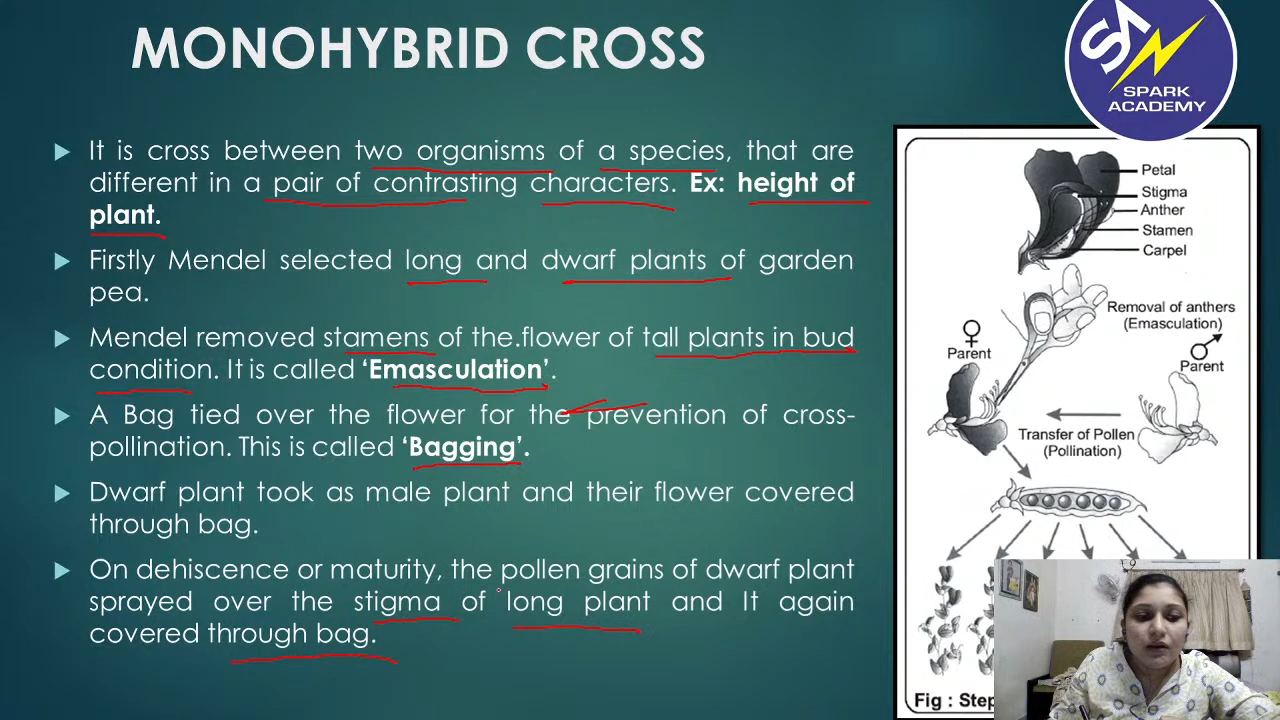 MONOHYBRID CROSS
SA
SPARK
ACADEMY
It is cross between two organisms of a species, that are
different in a pair of contrasting characters. Ex: height of
plant.
Firstly Mendel selected long and dwarf plants of garden
pea.
Mendel removed stamens of the.flower of tall plants in bud
condition. It is called ‘Emasculation’.
A Bag tied over the flower for the prevention of cross-
pollination. This is called ‘Bagging’.
Dwarf plant took as male plant and their flower covered
through bag.
On dehiscence or maturity, the pollen grains of dwarf plant
sprayed over the stigma of long plant and It again
covered through bag.
Petal
Stigma
Anther
Stamen
Carpel
Removal of anthers
(Emasculation)
♀
Parent
♂
Parent
Transfer of Pollen
(Pollination)
Fig : Step